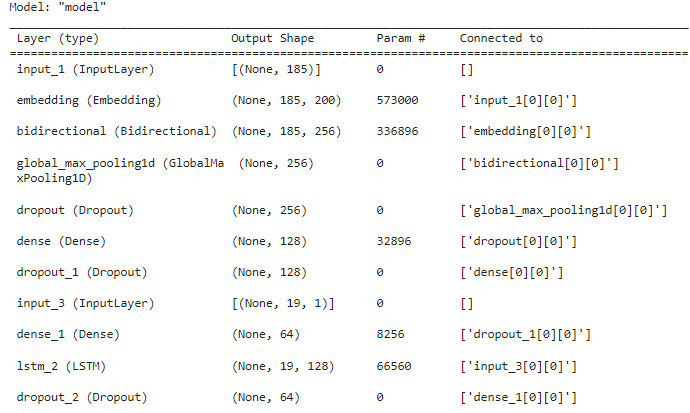 Model: "model"
Layer (type) Output Shape Param # Connected to
input_1 (InputLayer) [(None, 185)] 0 []
embedding (Embedding) (None, 185, 200) 573000 ['input_1[0][0]']
bidirectional (Bidirectional) (None, 185, 256) 336896 ['embedding[0][0]']
global_max_pooling1d (GlobalMa (None, 256) 0 ['bidirectional[0][0]']
xPooling1D)
dropout (Dropout) (None, 256) 0 ['global_max_pooling1d[0][0]']
dense (Dense) (None, 128) 32896 ['dropout[0][0]']
dropout_1 (Dropout) (None, 128) 0 ['dense[0][0]']
input_3 (InputLayer) [(None, 19, 1)] 0 []
dense_1 (Dense) (None, 64) 8256 ['dropout_1[0][0]']
lstm_2 (LSTM) (None, 19, 128) 66560 ['input_3[0][0]']
dropout_2 (Dropout) (None, 64) 0 ['dense_1[0][0]']